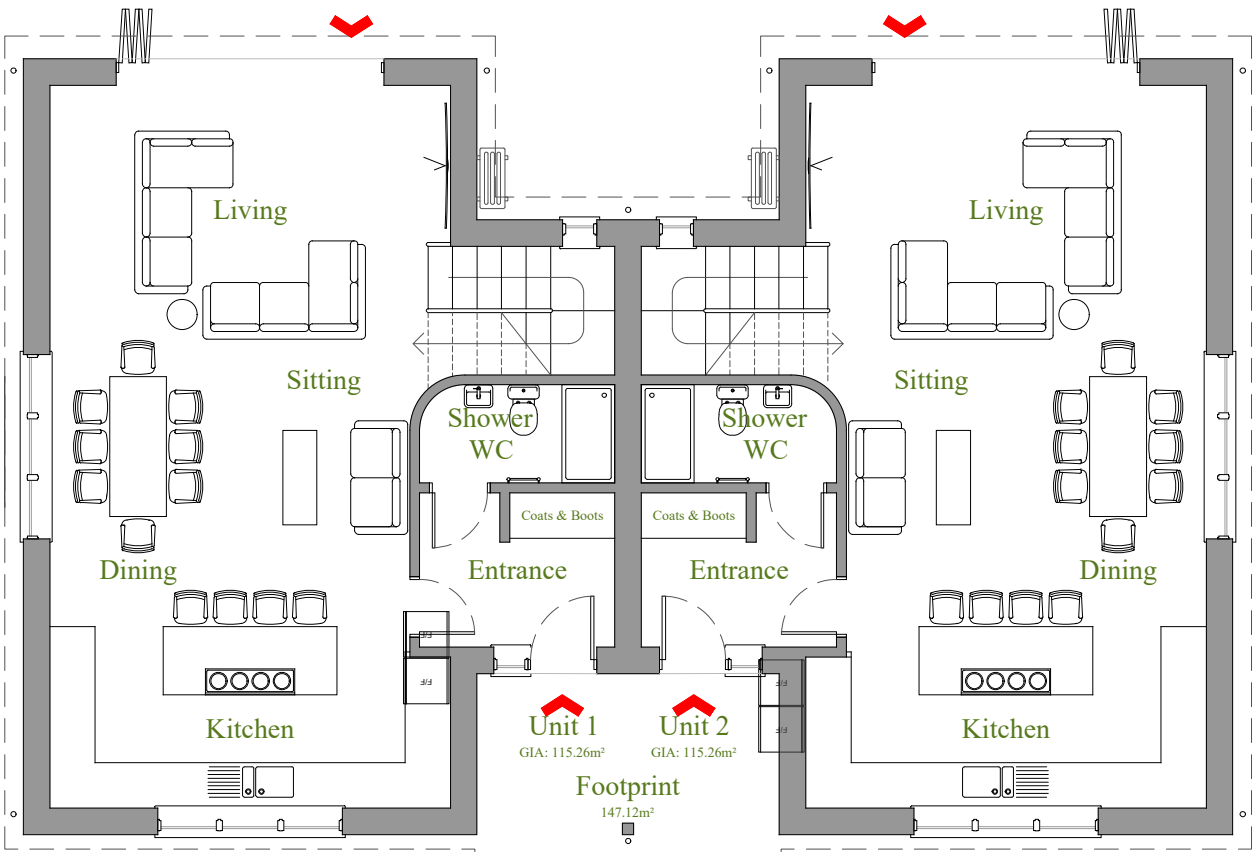 Living
Living
Sitting
Sitting
Shower
WC
Shower
WC
Coats & Boots
Coats & Boots
Dining
Entrance
Entrance
Dining
F/F
F/F
F/F
F/F
Kitchen
Unit 1
GIA: 115.26m²
Unit 2
GIA: 115.26m²
Kitchen
Footprint
147.12m²